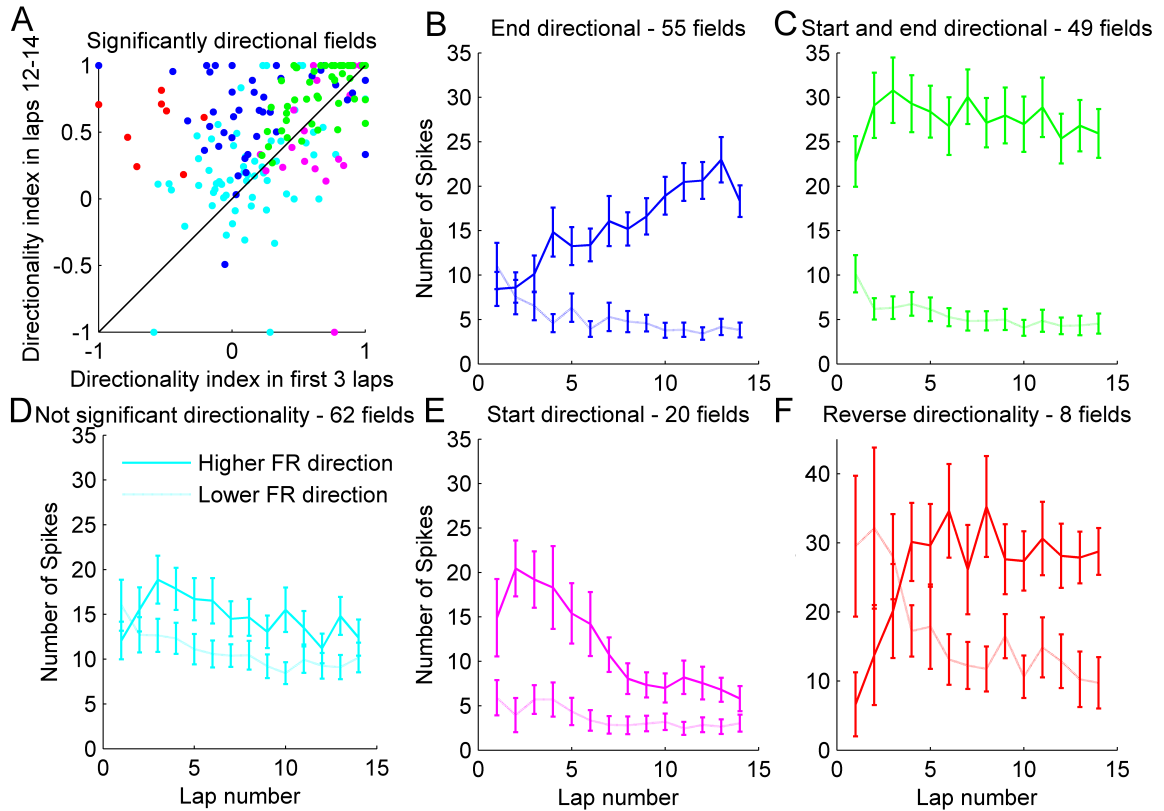 A
Significantly directional fields
Directionality index in laps 12-14
1
0.5
0
-0.5
-1
-1
0
1
Directionality index in first 3 laps
B
End directional - 55 fields
Number of Spikes
35
30
25
20
15
10
5
0
0
5
10
15
C
Start and end directional - 49 fields
35
30
25
20
15
10
5
0
0
5
10
15
D
Not significant directionality - 62 fields
Higher FR direction
Lower FR direction
Number of Spikes
35
30
25
20
15
10
5
0
0
5
10
15
Lap number
E
Start directional - 20 fields
Number of Spikes
35
30
25
20
15
10
5
0
0
5
10
15
Lap number
F
Reverse directionality - 8 fields
40
30
20
10
0
0
5
10
15
Lap number